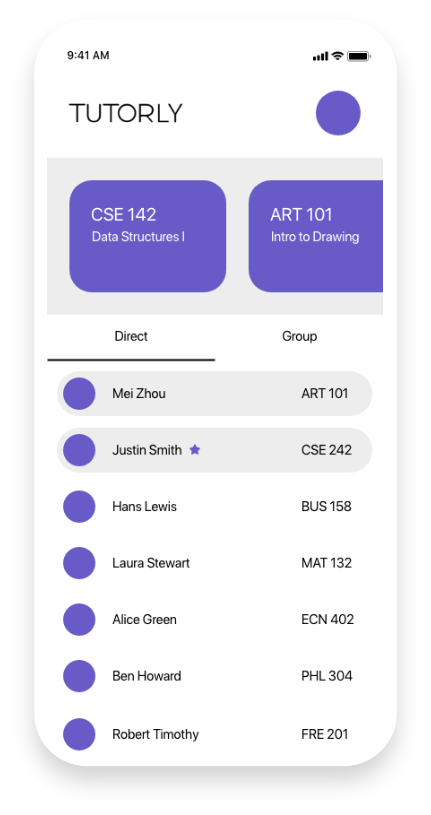 9:41 AM
TUTORLY
CSE 142
Data Structures I
ART 101
Intro to Drawing
Direct
Group
Mei Zhou ART 101
Justin Smith CSE 242
Hans Lewis BUS 158
Laura Stewart MAT 132
Alice Green ECN 402
Ben Howard PHL 304
Robert Timothy FRE 201